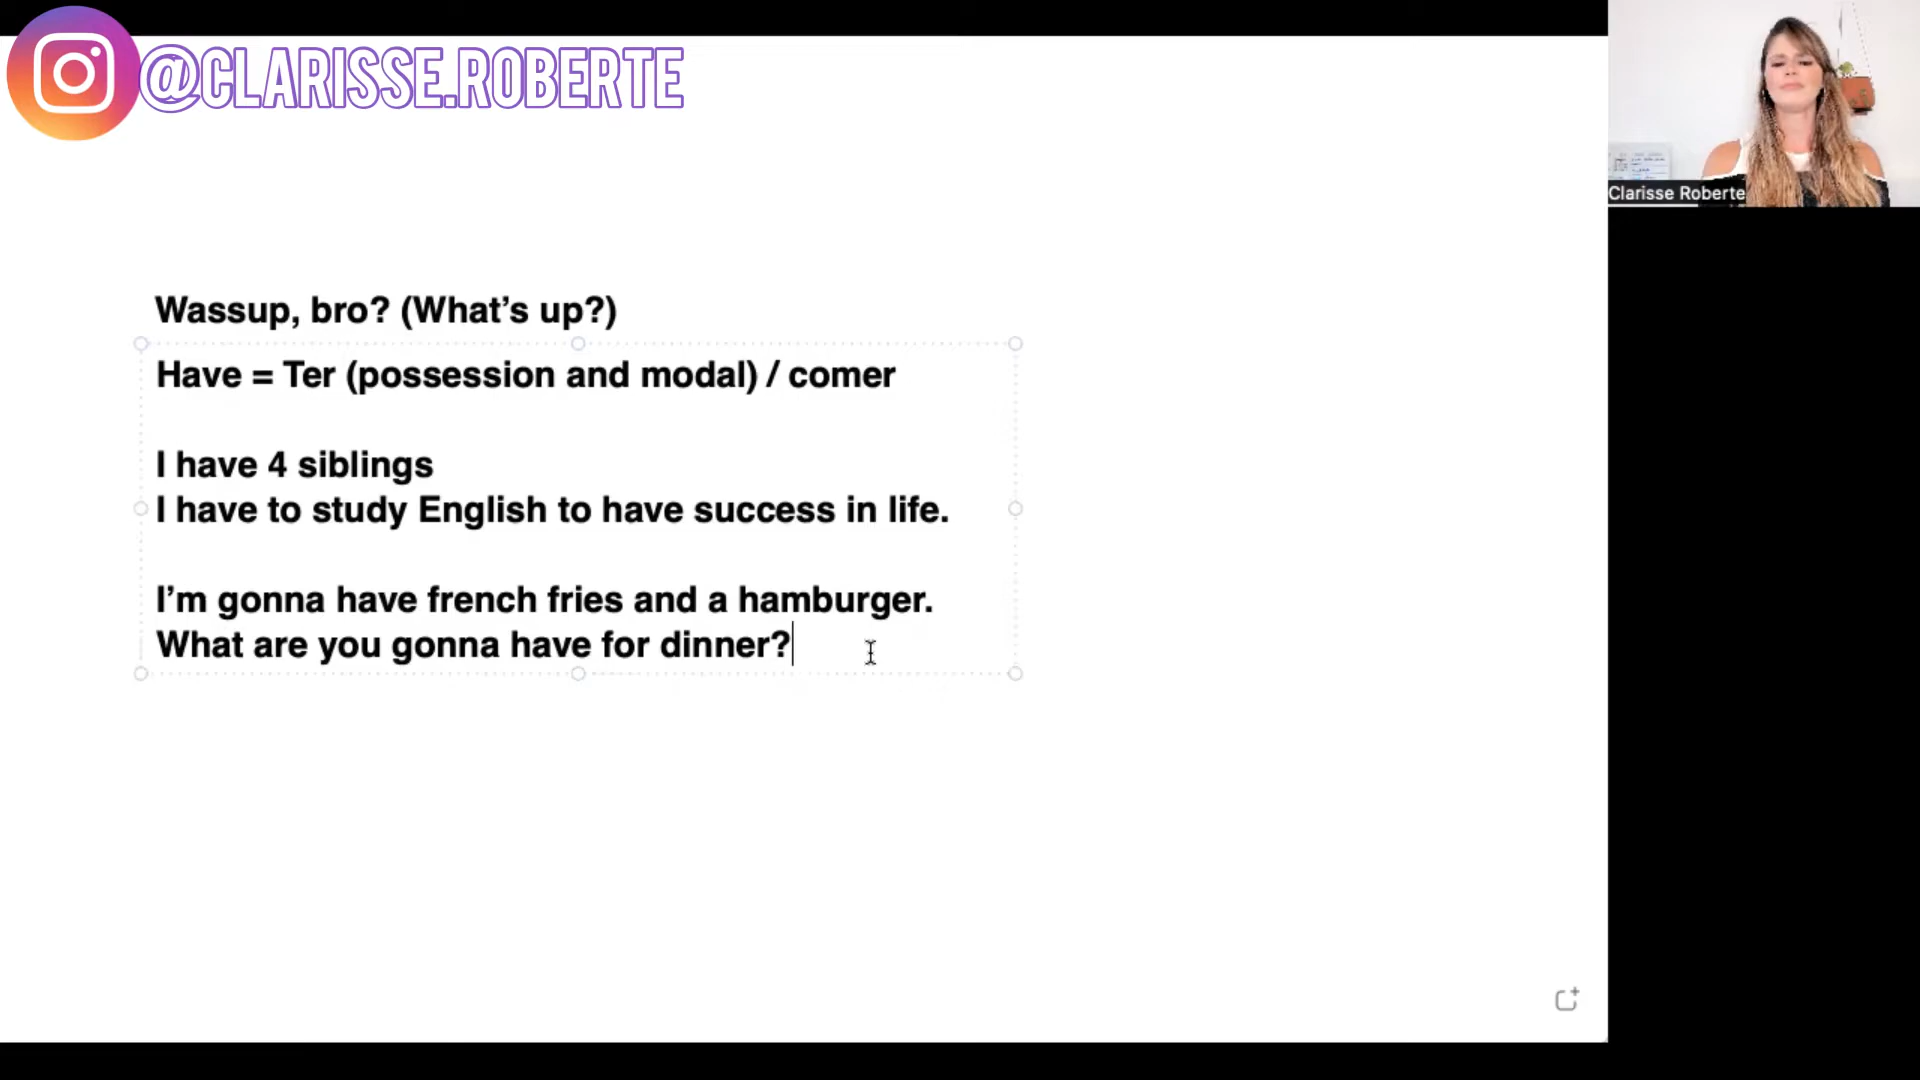 @CLARISSE.ROBERTE
Clarisse Roberte
Wassup, bro? (What’s up?)
Have = Ter (possession and modal) / comer
I have 4 siblings
I have to study English to have success in life.
I’m gonna have french fries and a hamburger.
What are you gonna have for dinner?